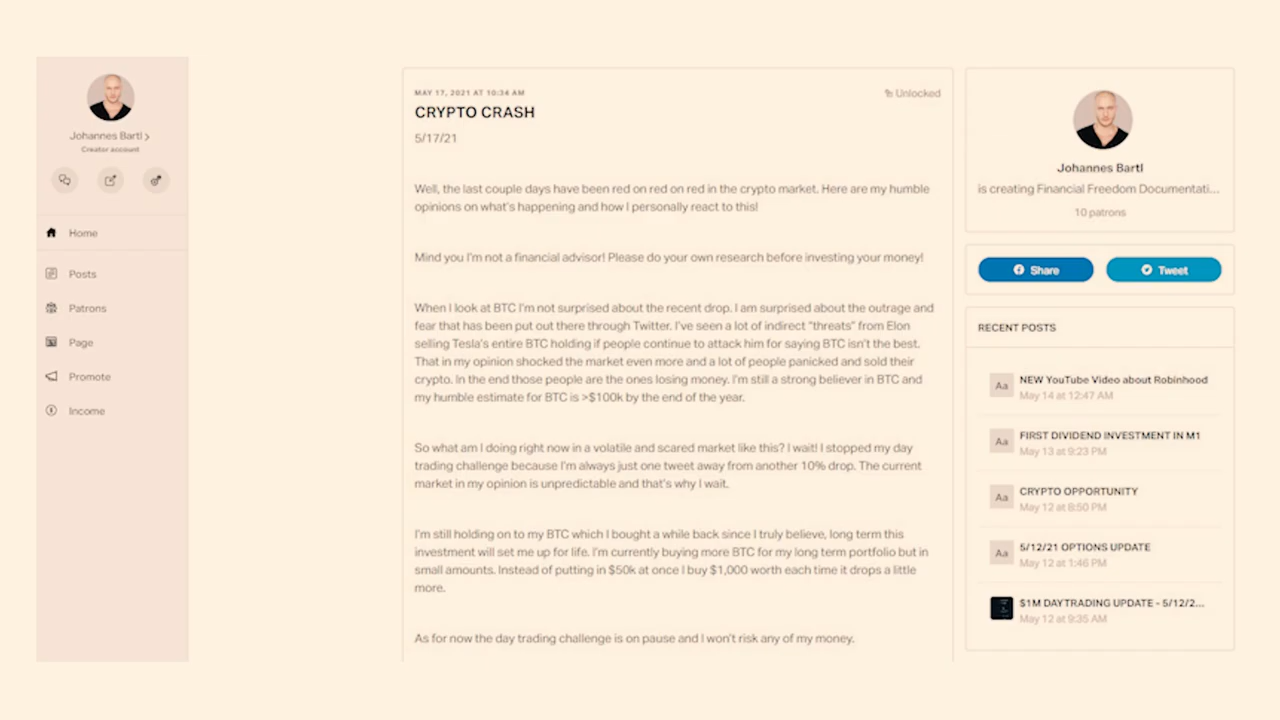 Johannes Bartl
Creator account
Home
Posts
Patrons
Page
Promote
Income
MAY 17, 2021 AT 10:34 AM
Unlocked
CRYPTO CRASH
5/17/21
Well, the last couple days have been red on red on red in the crypto market. Here are my humble
opinions on what's happening and how I personally react to this!
Mind you I'm not a financial advisor! Please do your own research before investing your money!
When I look at BTC I'm not surprised about the recent drop. I am surprised about the outrage and
fear that has been put out there through Twitter. I've seen a lot of indirect "threats" from Elon
selling Tesla's entire BTC holding if people continue to attack him for saying BTC isn't the best.
That in my opinion shocked the market even more and a lot of people panicked and sold their
crypto. In the end those people are the ones losing money. I'm still a strong believer in BTC and
my humble estimate for BTC is >$100k by the end of the year.
So what am I doing right now in a volatile and scared market like this? I wait! I stopped my day
trading challenge because I'm always just one tweet away from another 10% drop. The current
market in my opinion is unpredictable and that's why I wait.
I'm still holding on to my BTC which I bought a while back since I truly believe, long term this
investment will set me up for life. I'm currently buying more BTC for my long term portfolio but in
small amounts. Instead of putting in $50k at once I buy $1,000 worth each time it drops a little
more.
As for now the day trading challenge is on pause and I won't risk any of my money.
Johannes Bartl
is creating Financial Freedom Documentati...
10 patrons
Share
Tweet
RECENT POSTS
Aa
NEW YouTube Video about Robinhood
May 14 at 12:47 AM
Aa
FIRST DIVIDEND INVESTMENT IN M1
May 13 at 9:23 PM
Aa
CRYPTO OPPORTUNITY
May 12 at 8:50 PM
Aa
5/12/21 OPTIONS UPDATE
May 12 at 1:46 PM
$1M DAYTRADING UPDATE - 5/12/2...
May 12 at 9:35 AM